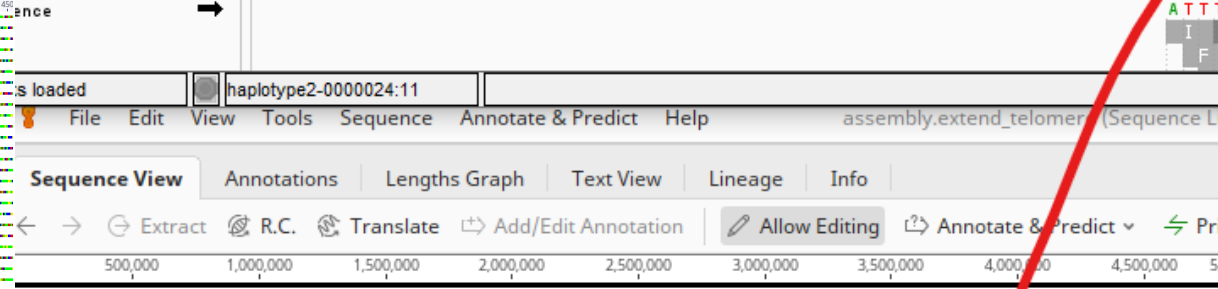 ence
A T T T
I
F
s loaded
haplotype2-0000024:11
File Edit View Tools Sequence Annotate & Predict Help assembly.extend_telomer (Sequence L
Sequence View Annotations Lengths Graph Text View Lineage Info
Extract R.C. Translate Add/Edit Annotation Allow Editing Annotate & Predict Pr
500,000 1,000,000 1,500,000 2,000,000 2,500,000 3,000,000 3,500,000 4,000,000 4,500,000 5